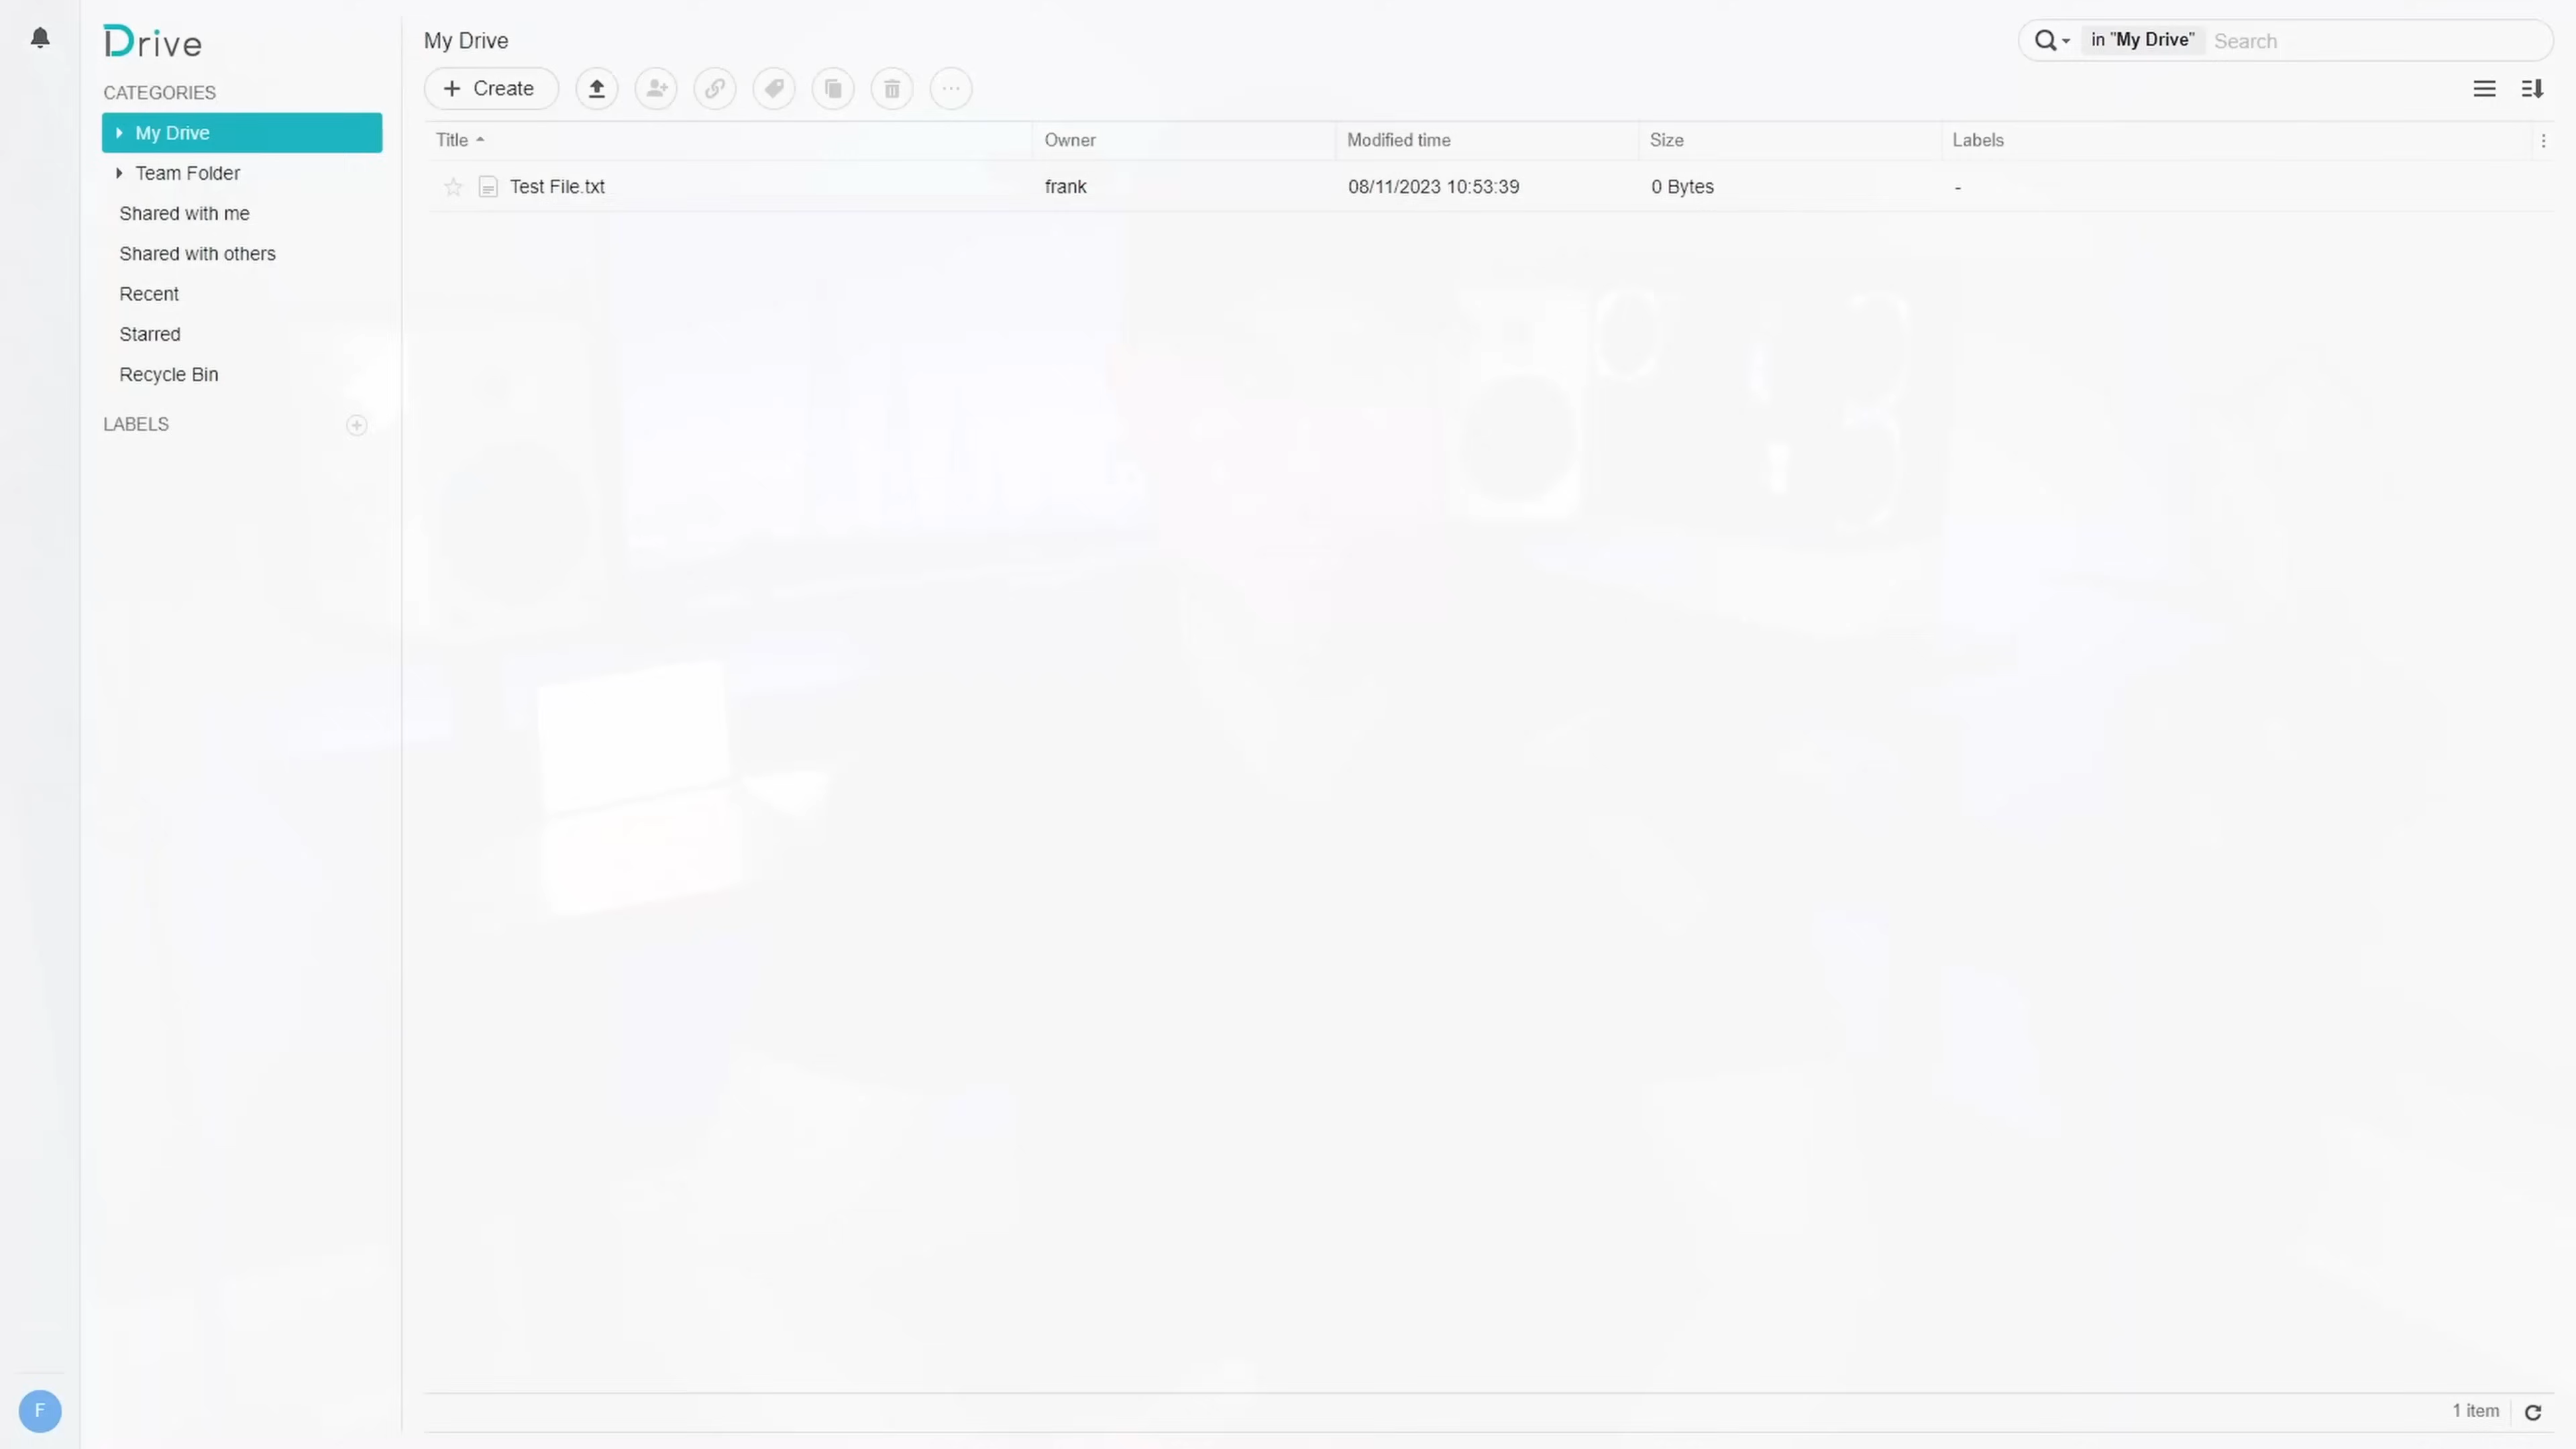 Drive
CATEGORIES
My Drive
Team Folder
Shared with me
Shared with others
Recent
Starred
Recycle Bin
LABELS
F
My Drive
in "My Drive" Search
Create
Title Owner Modified time Size Labels
Test File.txt frank 08/11/2023 10:53:39 0 Bytes -
1 item